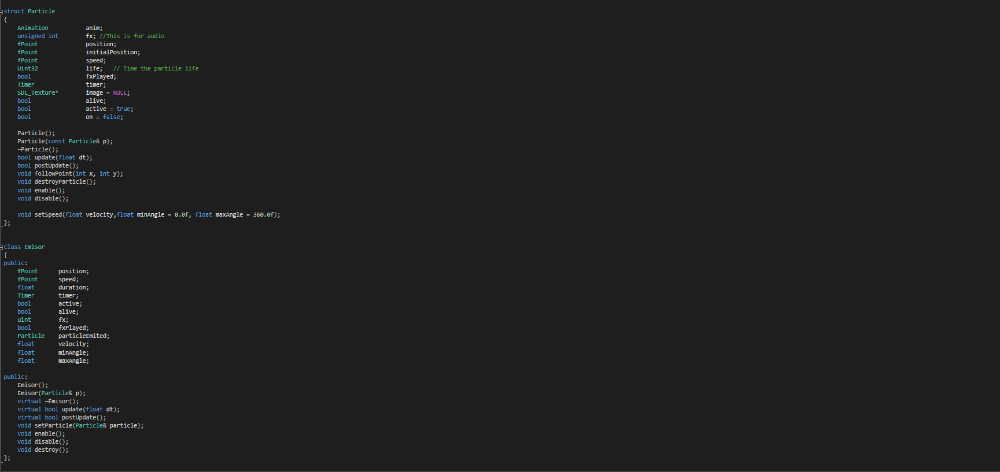 struct Particle
{
    Animation           anim;
    unsigned int        fx; //This is for audio
    fPoint              position;
    fPoint              initialPosition;
    fPoint              speed;
    Uint32              life;   // Time the particle life
    bool                fxPlayed;
    Timer               timer;
    SDL_Texture*        image = NULL;
    bool                alive;
    bool                active = true;
    bool                on = false;

    Particle();
    Particle(const Particle& p);
    ~Particle();
    bool update(float dt);
    bool postUpdate();
    void followPoint(int x, int y);
    void destroyParticle();
    void enable();
    void disable();

    void setSpeed(float velocity,float minAngle = 0.0f, float maxAngle = 360.0f);
};


class Emisor
{
public:
    fPoint      position;
    fPoint      speed;
    float       duration;
    Timer       timer;
    bool        active;
    bool        alive;
    uint        fx;
    bool        fxPlayed;
    Particle    particleEmited;
    float       velocity;
    float       minAngle;
    float       maxAngle;

public:
    Emisor();
    Emisor(Particle& p);
    virtual ~Emisor();
    virtual bool update(float dt);
    virtual bool postUpdate();
    void setParticle(Particle& particle);
    void enable();
    void disable();
    void destroy();
};